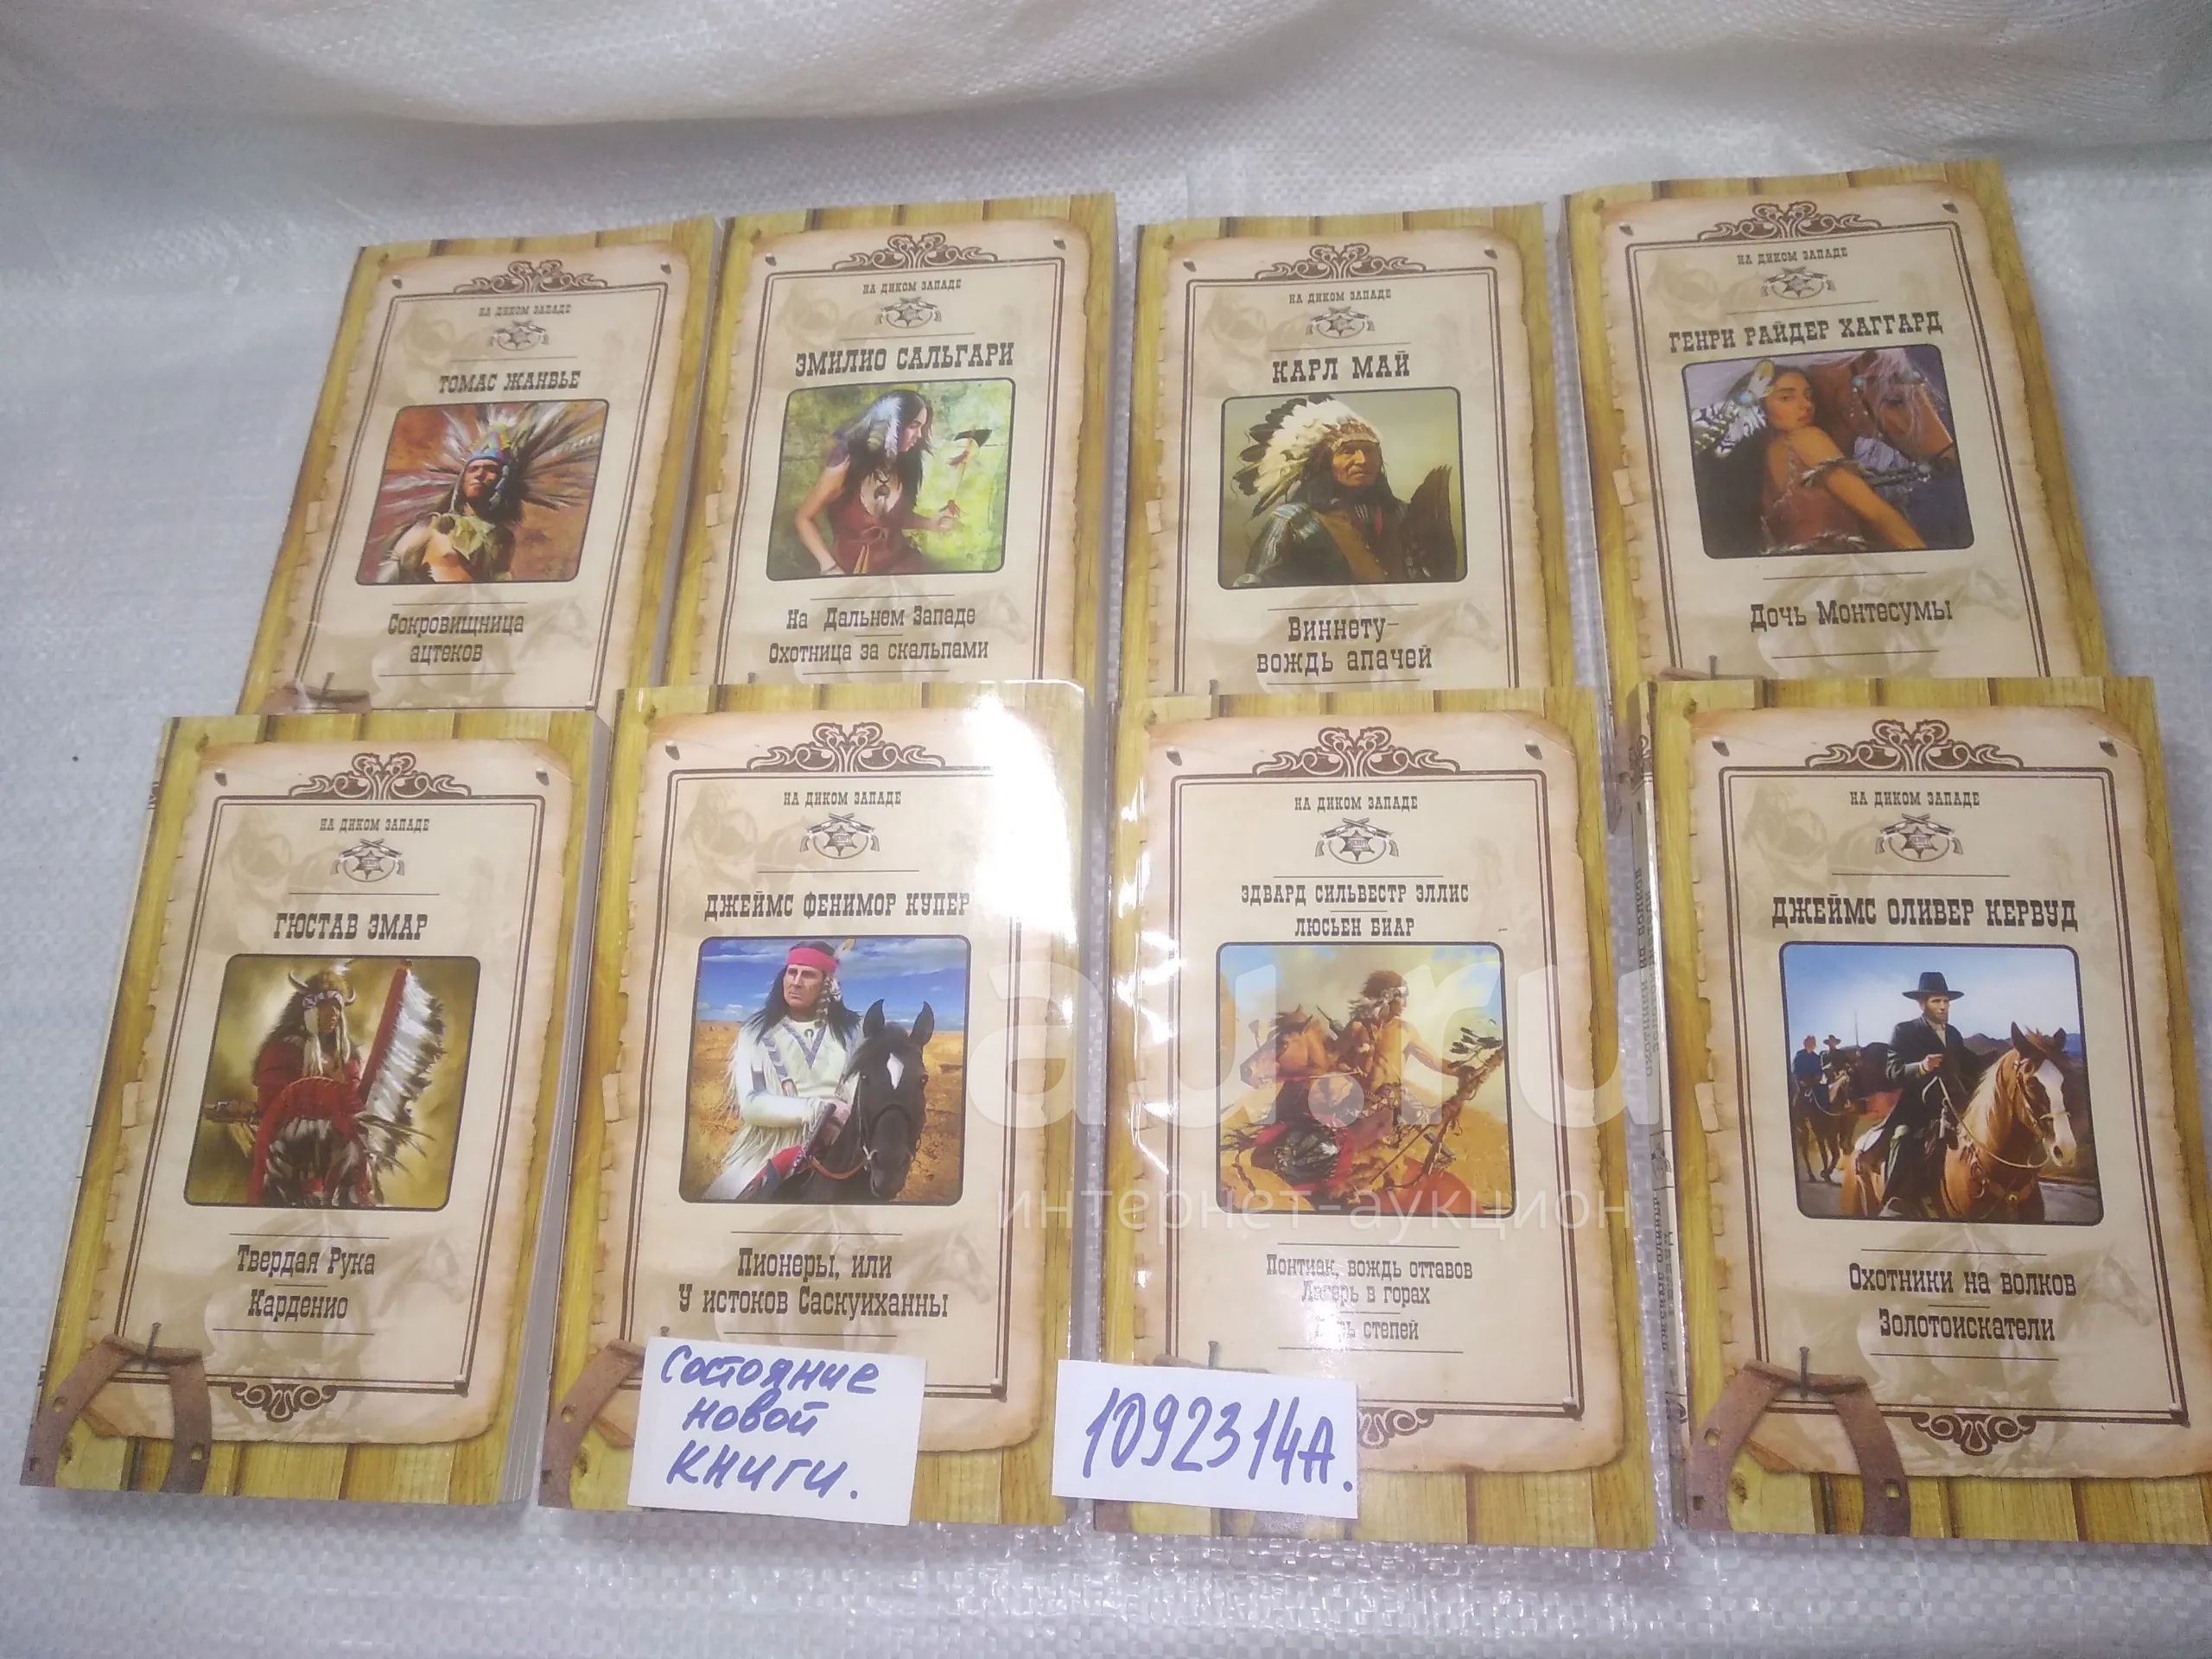 НА ДИКОМ ЗАПАДЕ
ТОМАС ЖАНВЬЕ
Сокровищница
ацтеков
НА ДИКОМ ЗАПАДЕ
ЭМИЛИО САЛЬГАРИ
На Дальнем Западе
Охотница за скальпами
НА ДИКОМ ЗАПАДЕ
КАРЛ МАЙ
Виннету-
вождь апачей
НА ДИКОМ ЗАПАДЕ
ГЕНРИ РАЙДЕР ХАГГАРД
Дочь Монтесумы
НА ДИКОМ ЗАПАДЕ
ГЮСТАВ ЭМАР
Твердая Рука
Карденио
НА ДИКОМ ЗАПАДЕ
ДЖЕЙМС ФЕНИМОР КУПЕР
Пионеры, или
У истоков Саскуиханны
Состояние
новой
книги.
НА ДИКОМ ЗАПАДЕ
ЭДВАРД СИЛЬВЕСТР ЭЛЛИС
ЛЮСЬЕН БИАР
Понтиак, вождь оттавов
Лагерь в горах
степей
1092314А.
НА ДИКОМ ЗАПАДЕ
ДЖЕЙМС ОЛИВЕР КЕРВУД
Охотники на волков
Золотоискатели
au.ru
интернет-аукцион